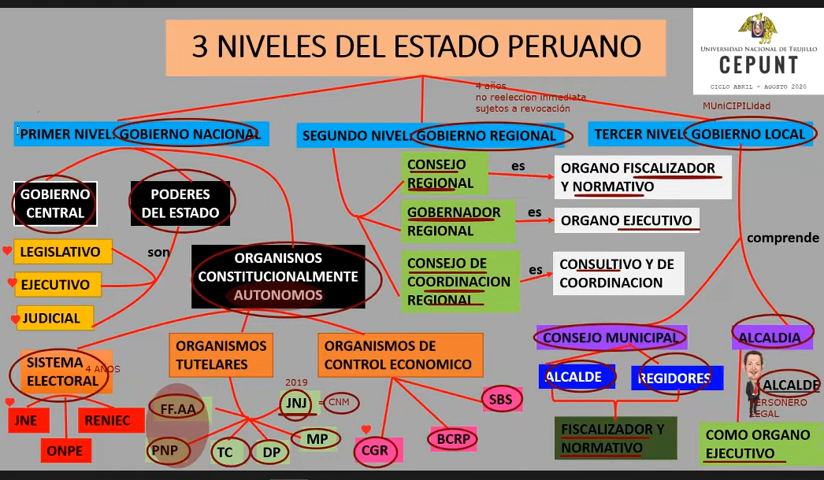 3 NIVELES DEL ESTADO PERUANO
UNIVERSIDAD NACIONAL DE TRUJILLO
CEPUNT
CICLO ABRIL - AGOSTO 2020
4 años
no reeleccion inmediata
sujetos a revocación
MUniCIPILidad
PRIMER NIVEL: GOBIERNO NACIONAL
SEGUNDO NIVEL: GOBIERNO REGIONAL
TERCER NIVEL: GOBIERNO LOCAL
GOBIERNO
CENTRAL
PODERES
DEL ESTADO
CONSEJO
REGIONAL
es
ORGANO FISCALIZADOR
Y NORMATIVO
GOBERNADOR
REGIONAL
es
ORGANO EJECUTIVO
CONSEJO DE
COORDINACION
REGIONAL
es
CONSULTIVO Y DE
COORDINACION
comprende
LEGISLATIVO
EJECUTIVO
JUDICIAL
son
ORGANISNOS
CONSTITUCIONALMENTE
AUTONOMOS
SISTEMA
ELECTORAL
4 AÑOS
ORGANISMOS
TUTELARES
ORGANISMOS DE
CONTROL ECONOMICO
CONSEJO MUNICIPAL
ALCALDIA
ALCALDE
REGIDORES
ALCALDE
PERSONERO
LEGAL
JNE
RENIEC
ONPE
FF.AA
PNP
TC
DP
MP
2019
JNJ
= CNM
CGR
BCRP
SBS
FISCALIZADOR Y
NORMATIVO
COMO ORGANO
EJECUTIVO